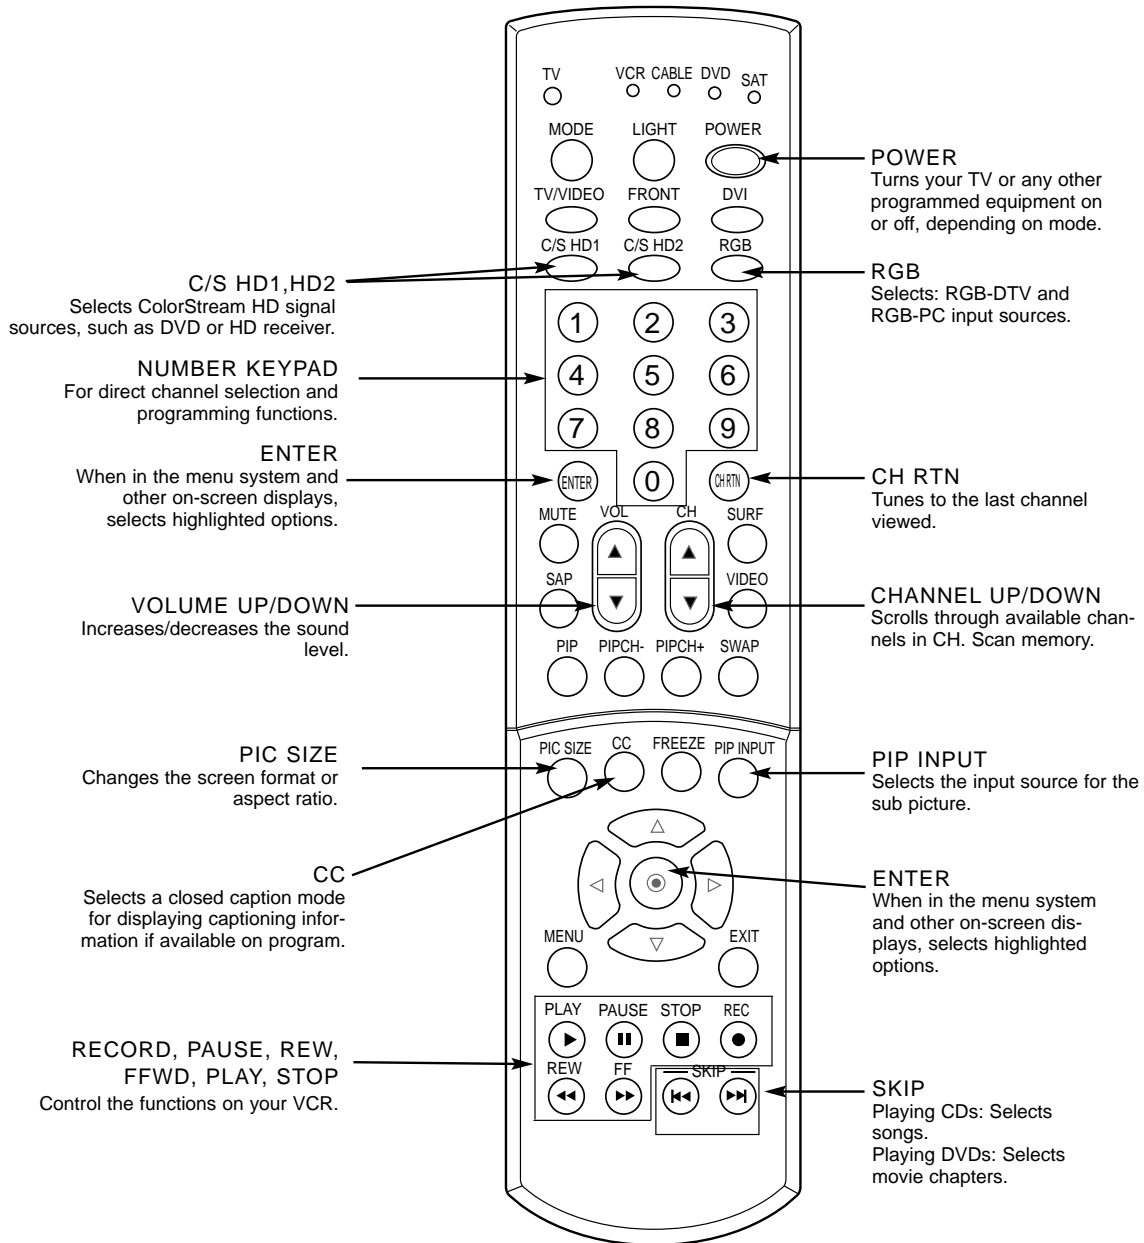 TV VCR CABLE DVD SAT
MODE LIGHT POWER
TV/VIDEO FRONT DVI
C/S HD1 C/S HD2 RGB
1 2 3
4 5 6
7 8 9
ENTER 0 CH RTN
MUTE VOL CH SURF
SAP VIDEO
PIP PIPCH- PIPCH+ SWAP
PIC SIZE CC FREEZE PIP INPUT
MENU EXIT
PLAY PAUSE STOP REC
REW FF SKIP
C/S HD1,HD2
Selects ColorStream HD signal
sources, such as DVD or HD receiver.
NUMBER KEYPAD
For direct channel selection and
programming functions.
ENTER
When in the menu system and
other on-screen displays,
selects highlighted options.
VOLUME UP/DOWN
Increases/decreases the sound
level.
PIC SIZE
Changes the screen format or
aspect ratio.
CC
Selects a closed caption mode
for displaying captioning infor-
mation if available on program.
RECORD, PAUSE, REW,
FFWD, PLAY, STOP
Control the functions on your VCR.
POWER
Turns your TV or any other
programmed equipment on
or off, depending on mode.
RGB
Selects: RGB-DTV and
RGB-PC input sources.
CH RTN
Tunes to the last channel
viewed.
CHANNEL UP/DOWN
Scrolls through available chan-
nels in CH. Scan memory.
PIP INPUT
Selects the input source for the
sub picture.
ENTER
When in the menu system
and other on-screen dis-
plays, selects highlighted
options.
SKIP
Playing CDs: Selects
songs.
Playing DVDs: Selects
movie chapters.